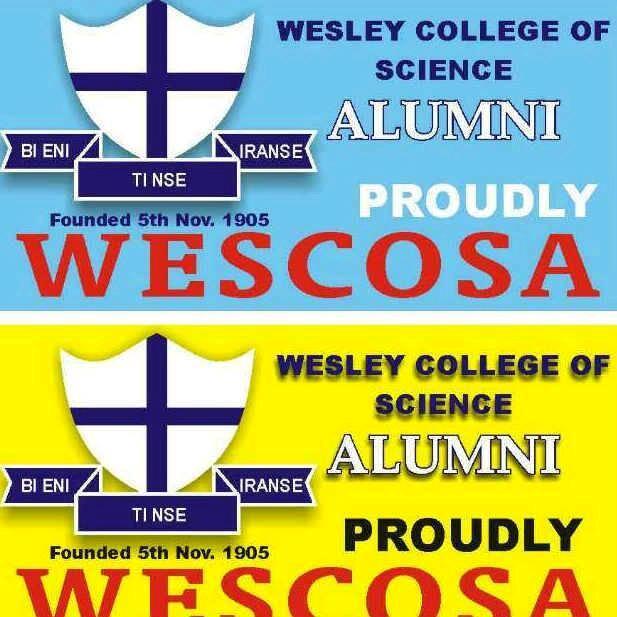 WESLEY COLLEGE OF
SCIENCE
ALUMNI
BI ENI
TI NSE
IRANSE
PROUDLY
Founded 5th Nov. 1905
WESCOSA
WESLEY COLLEGE OF
SCIENCE
ALUMNI
BI ENI
TI NSE
IRANSE
PROUDLY
Founded 5th Nov. 1905
WESCOSA